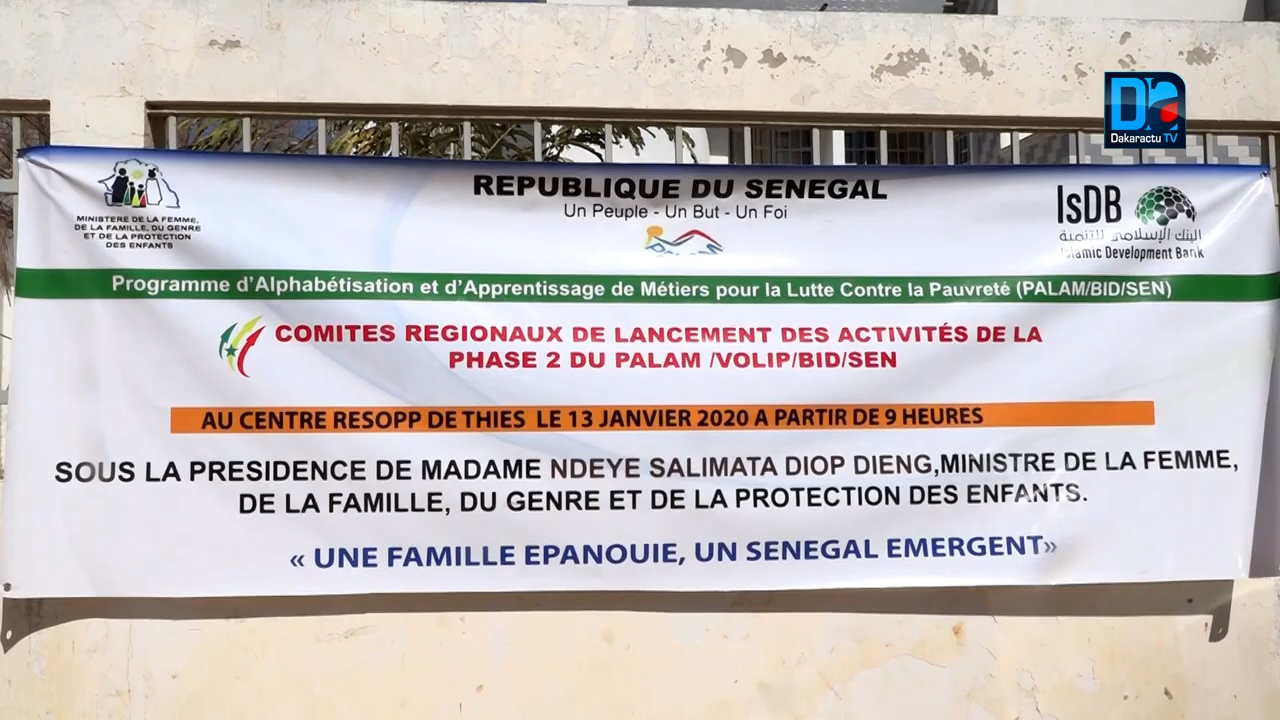 Dakaractu TV
MINISTERE DE LA FEMME,
DE LA FAMILLE, DU GENRE
ET DE LA PROTECTION
DES ENFANTS
REPUBLIQUE DU SENEGAL
Un Peuple - Un But - Un Foi
IsDB
البنك الإسلامي للتنمية
Islamic Development Bank
Programme d'Alphabétisation et d'Apprentissage de Métiers pour la Lutte Contre la Pauvreté (PALAM/BID/SEN)
COMITES REGIONAUX DE LANCEMENT DES ACTIVITÉS DE LA
PHASE 2 DU PALAM /VOLIP/BID/SEN
AU CENTRE RESOPP DE THIES LE 13 JANVIER 2020 A PARTIR DE 9 HEURES
SOUS LA PRESIDENCE DE MADAME NDEYE SALIMATA DIOP DIENG,MINISTRE DE LA FEMME,
DE LA FAMILLE, DU GENRE ET DE LA PROTECTION DES ENFANTS.
« UNE FAMILLE EPANOUIE, UN SENEGAL EMERGENT»